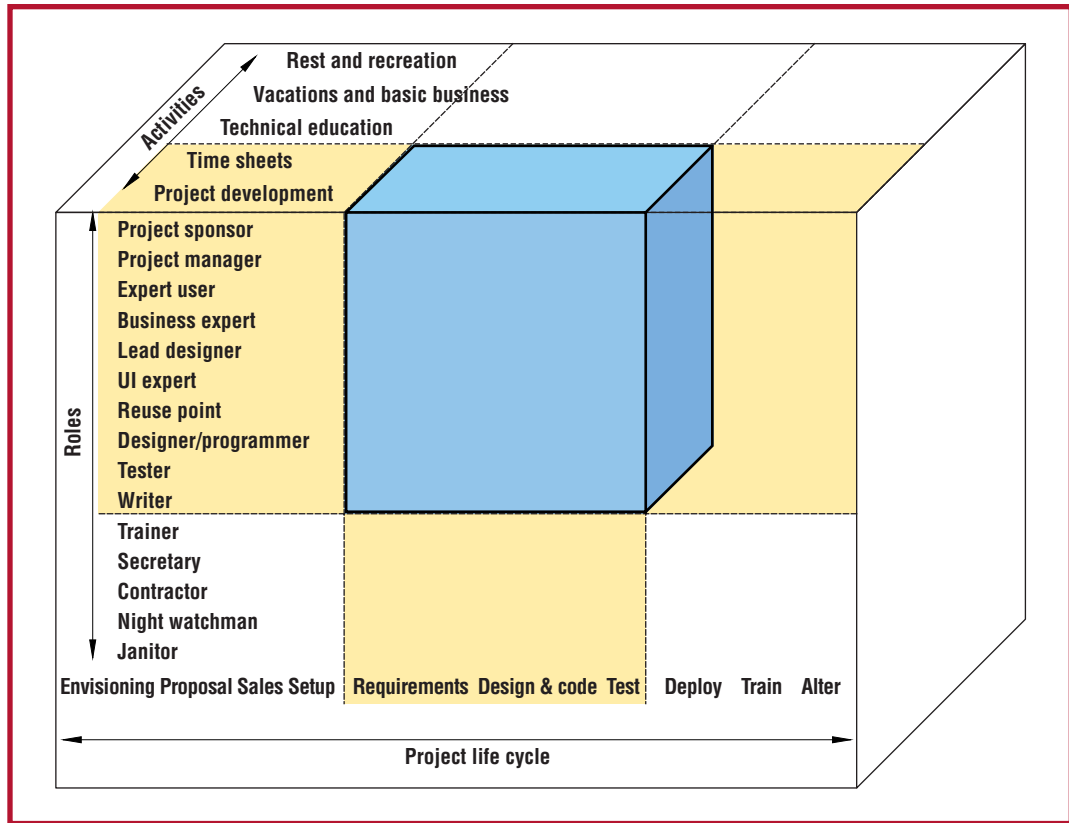 Rest and recreation
Vacations and basic business
Technical education
Time sheets
Project development
Activities
Project sponsor
Project manager
Expert user
Business expert
Lead designer
UI expert
Reuse point
Designer/programmer
Tester
Writer
Trainer
Secretary
Contractor
Night watchman
Janitor
Roles
Envisioning Proposal Sales Setup Requirements Design & code Test Deploy Train Alter
Project life cycle